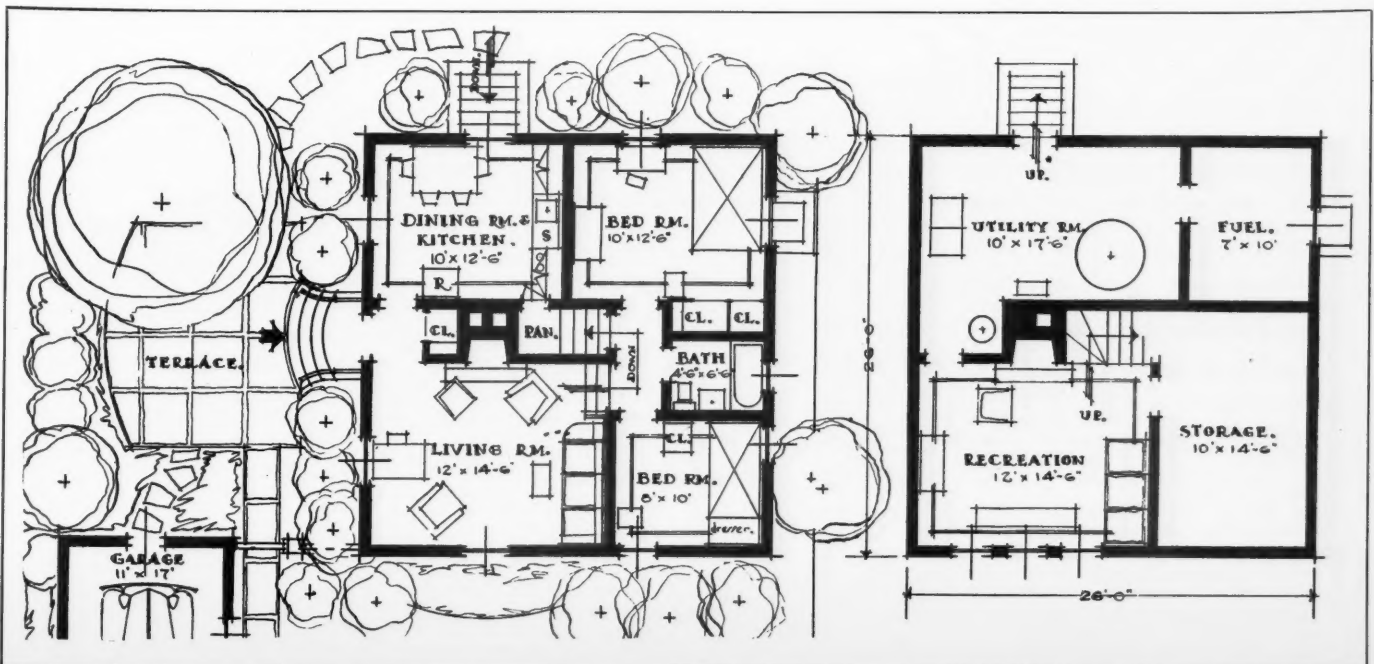 DOWN.
DINING RM. &
KITCHEN.
10' x 12'-6"
S
R
BED RM.
10' x 12'-6"
CL.
PAN.
CL.
CL.
DOWN
BATH
4'-6" x 6'-6"
TERRACE.
LIVING RM.
12' x 14'-6"
CL.
BED RM.
8' x 10'
dresser.
GARAGE
11' x 17'
26'-0"
UP.
UTILITY RM.
10' x 17'-6"
FUEL.
7' x 10'
UP.
RECREATION
12' x 14'-6"
STORAGE.
10' x 14'-6"
26'-0"